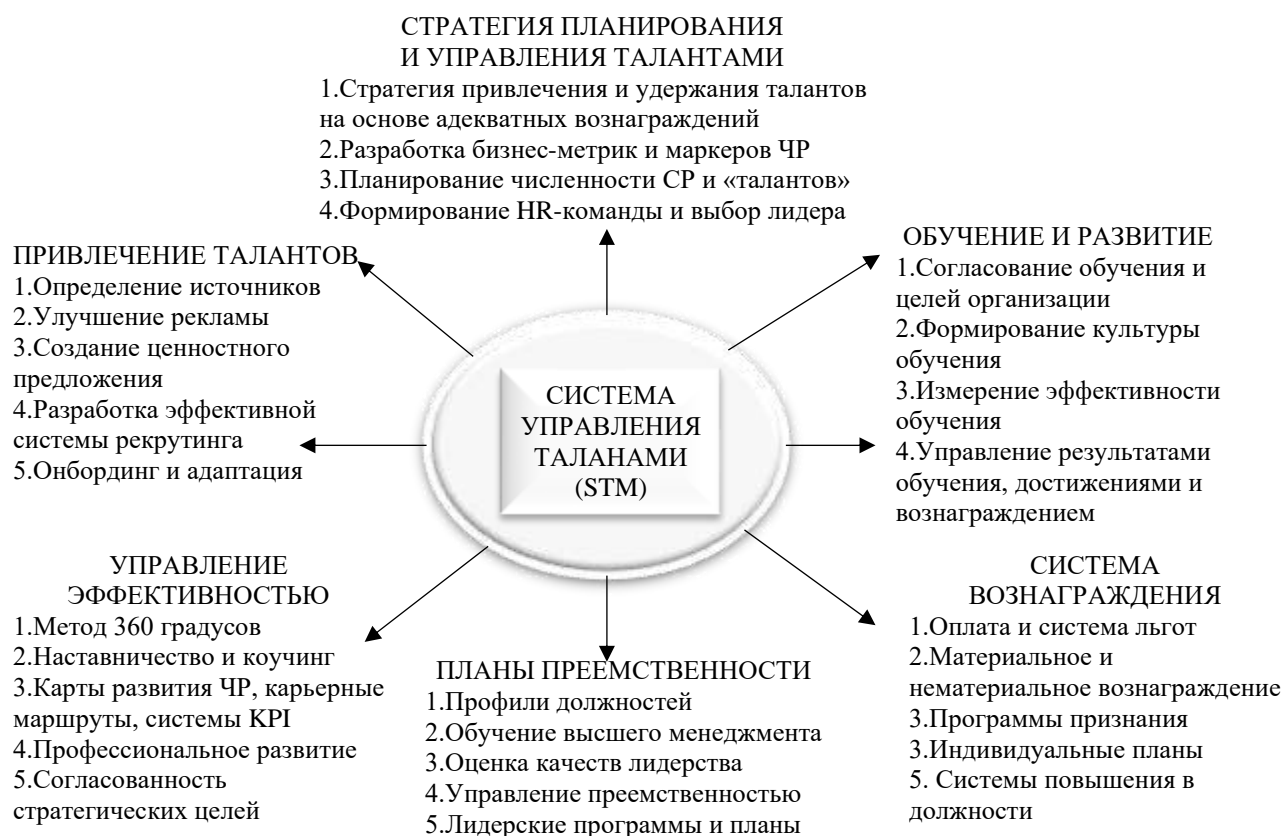 СТРАТЕГИЯ ПЛАНИРОВАНИЯ
И УПРАВЛЕНИЯ ТАЛАНТАМИ
1.Стратегия привлечения и удержания талантов
на основе адекватных вознаграждений
2.Разработка бизнес-метрик и маркеров ЧР
3.Планирование численности СР и «талантов»
4.Формирование HR-команды и выбор лидера
ПРИВЛЕЧЕНИЕ ТАЛАНТОВ
1.Определение источников
2.Улучшение рекламы
3.Создание ценностного
предложения
4.Разработка эффективной
системы рекрутинга
5.Онбординг и адаптация
СИСТЕМА
УПРАВЛЕНИЯ
ТАЛАНАМИ
(STM)
ОБУЧЕНИЕ И РАЗВИТИЕ
1.Согласование обучения и
целей организации
2.Формирование культуры
обучения
3.Измерение эффективности
обучения
4.Управление результатами
обучения, достижениями и
вознаграждением
УПРАВЛЕНИЕ
ЭФФЕКТИВНОСТЬЮ
1.Метод 360 градусов
2.Наставничество и коучинг
3.Карты развития ЧР, карьерные
маршруты, системы KPI
4.Профессиональное развитие
5.Согласованность
стратегических целей
ПЛАНЫ ПРЕЕМСТВЕННОСТИ
1.Профили должностей
2.Обучение высшего менеджмента
3.Оценка качеств лидерства
4.Управление преемственностью
5.Лидерские программы и планы
СИСТЕМА
ВОЗНАГРАЖДЕНИЯ
1.Оплата и система льгот
2.Материальное и
нематериальное вознаграждение
3.Программы признания
3.Индивидуальные планы
5. Системы повышения в
должности